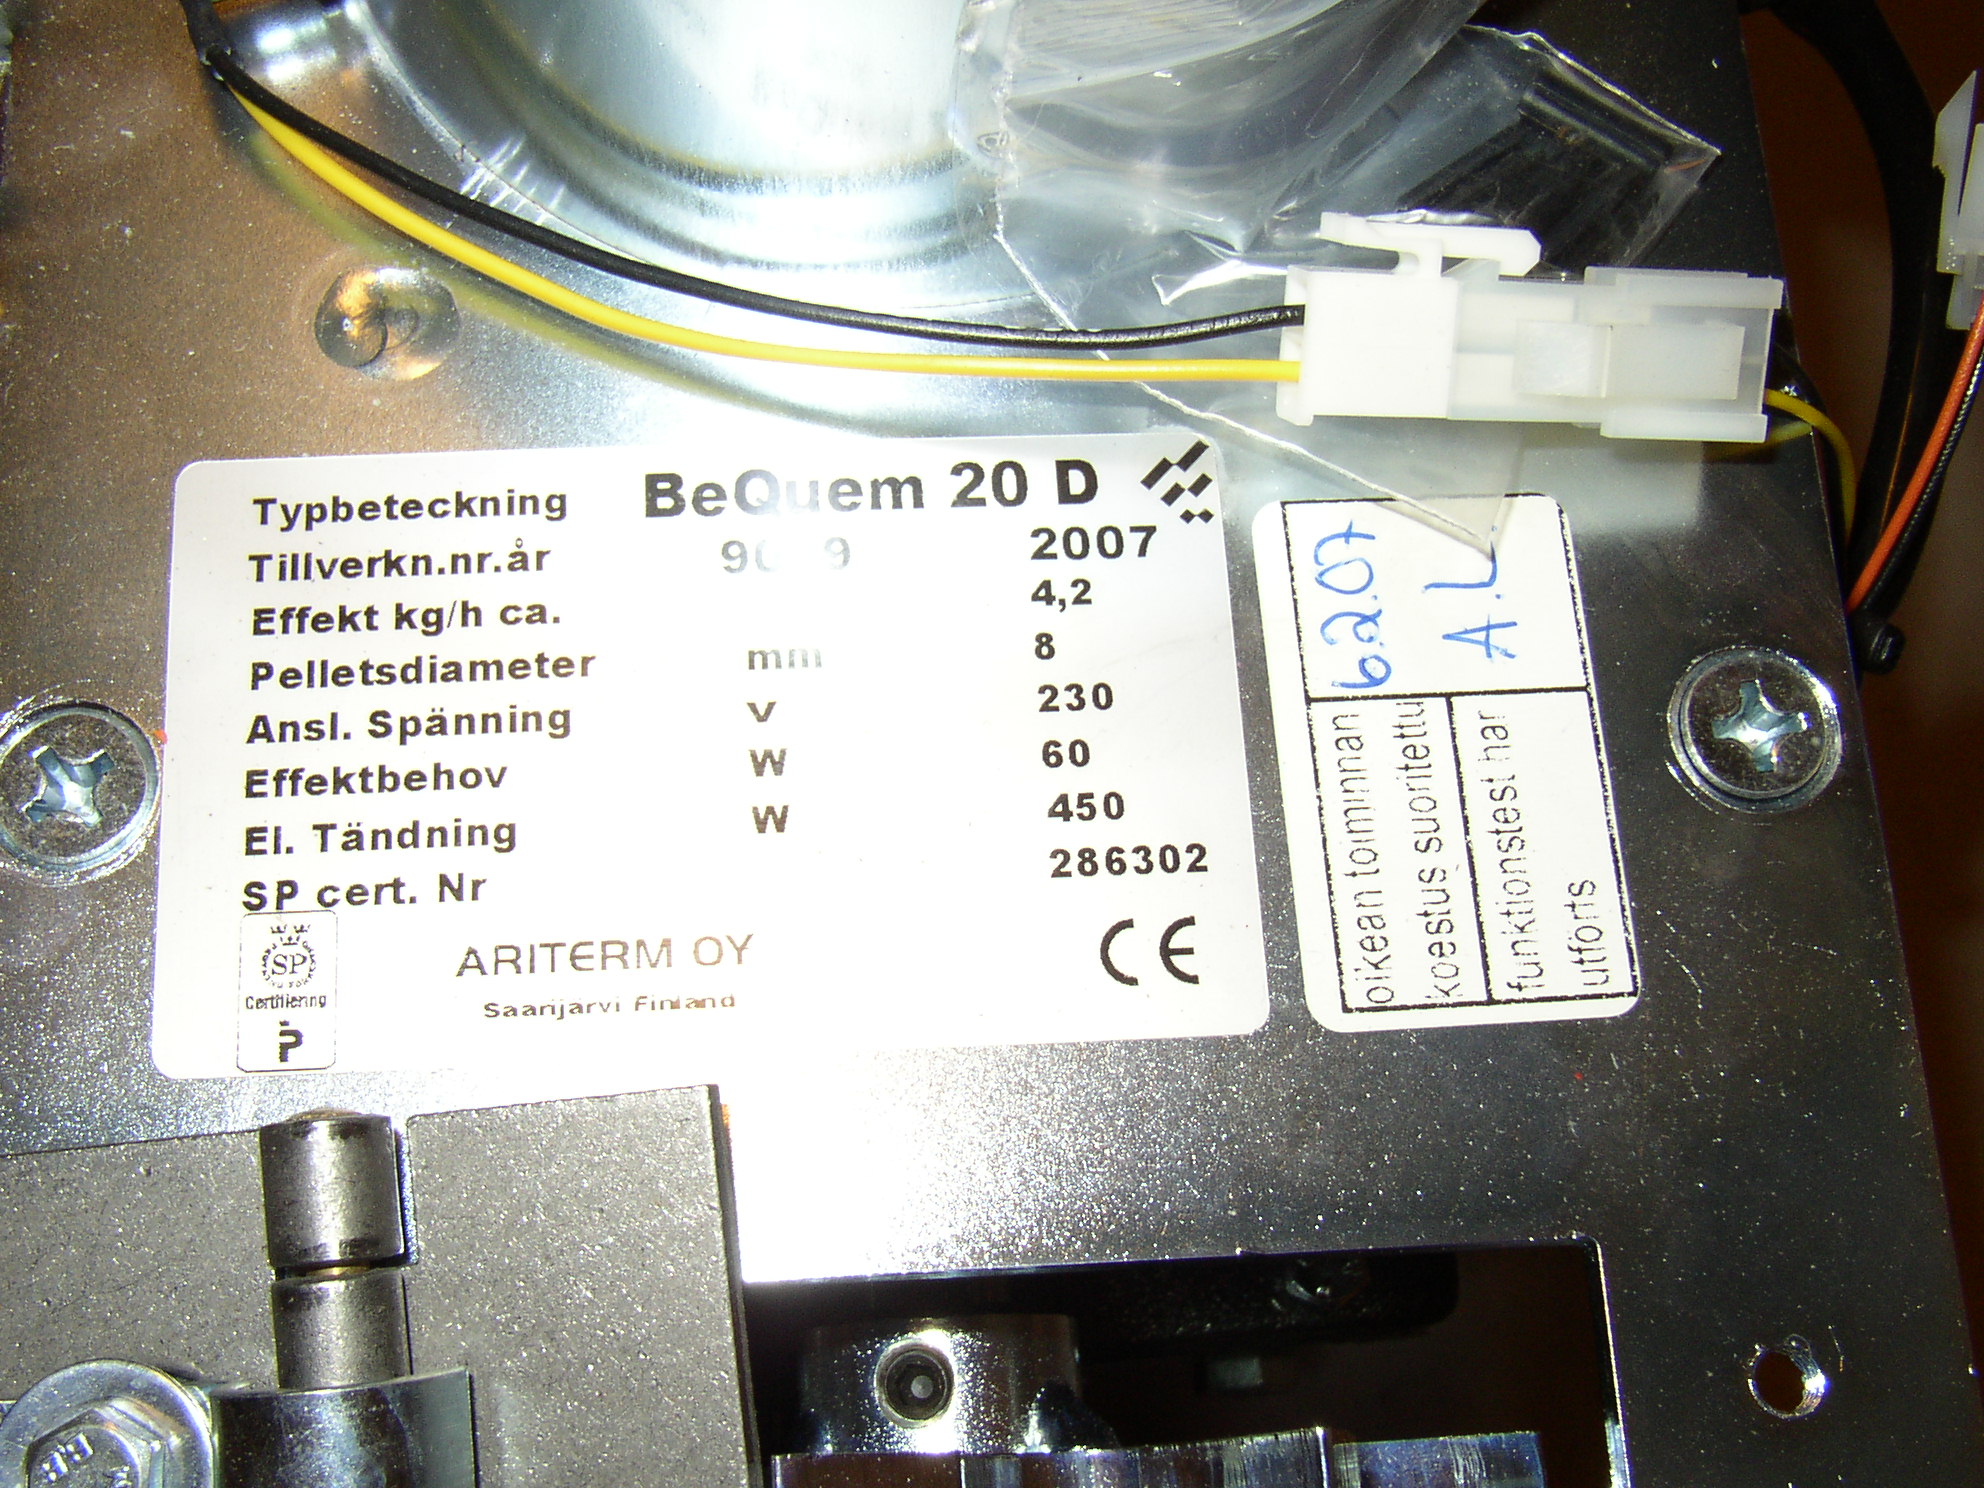 Typbeteckning BeQuem 20 D
Tillverkn.nr.år 2007
Effekt kg/h ca. 4,2
Pelletsdiameter mm 8
Ansl. Spänning V 230
Effektbehov W 60
El. Tändning W 450
SP cert. Nr 286302
SP
Certifiering
P
ARITERM OY
Saarijärvi Finland
CE
6.2.07
A.L.
oikean toiminnan
koestus suoritettu
funktionstest har
utförts